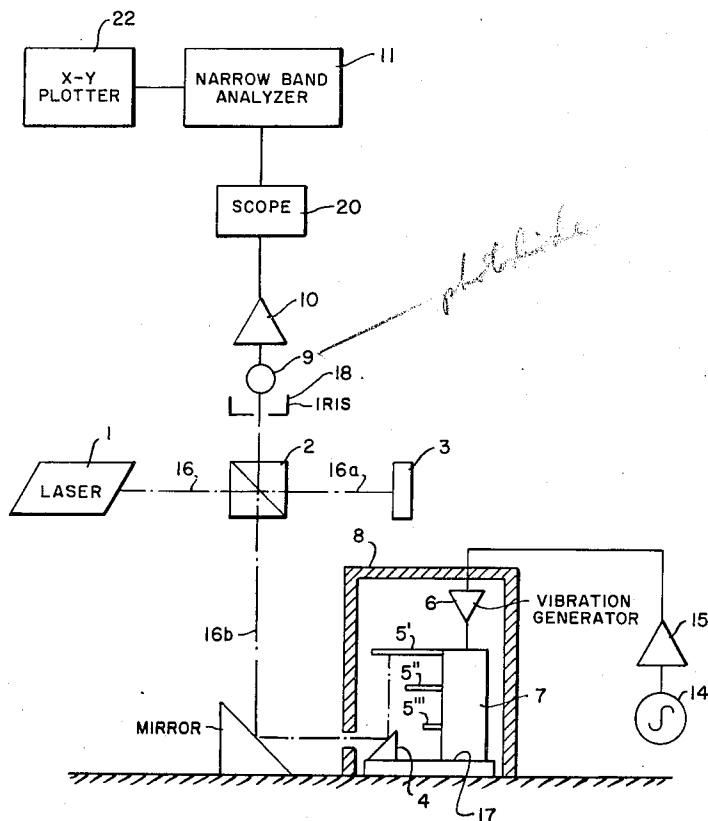 22
X-Y
PLOTTER
11
NARROW BAND
ANALYZER
SCOPE
20
10
photodiode
9
18
IRIS
1
LASER
16
2
16a
3
8
6
VIBRATION
GENERATOR
15
14
16b
5'
5"
5"'
7
MIRROR
4
17